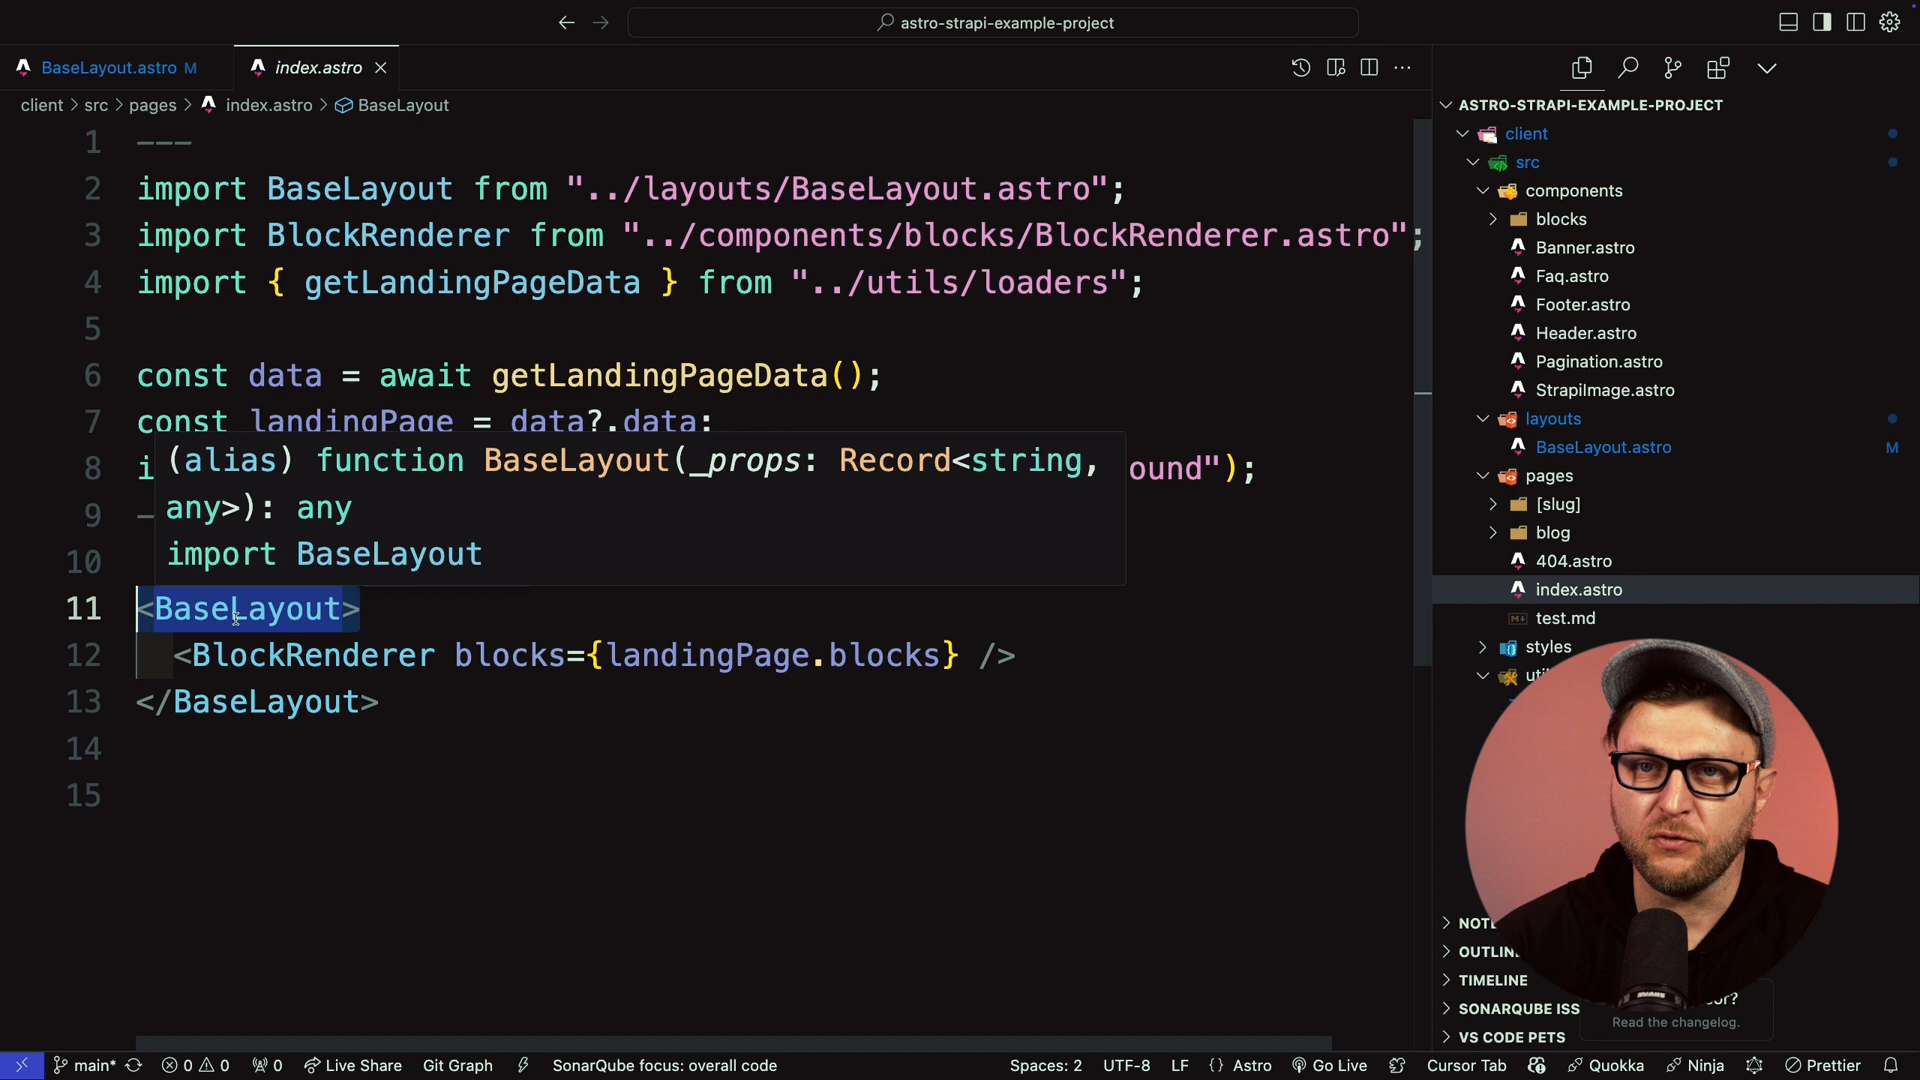 astro-strapi-example-project
BaseLayout.astro M
index.astro
client > src > pages > index.astro > BaseLayout
1 ---
2 import BaseLayout from "../layouts/BaseLayout.astro";
3 import BlockRenderer from "../components/blocks/BlockRenderer.astro";
4 import { getLandingPageData } from "../utils/loaders";
5
6 const data = await getLandingPageData();
7 const landingPage = data?.data;
8 i ound");
9
(alias) function BaseLayout(_props: Record<string,
any>): any
import BaseLayout
10
11 <BaseLayout>
12 <BlockRenderer blocks={landingPage.blocks} />
13 </BaseLayout>
14
15
ASTRO-STRAPI-EXAMPLE-PROJECT
client
src
components
blocks
Banner.astro
Faq.astro
Footer.astro
Header.astro
Pagination.astro
StrapiImage.astro
layouts
BaseLayout.astro M
pages
[slug]
blog
404.astro
index.astro
test.md
styles
TIMELINE
SONARQUBE ISS
VS CODE PETS
Read the changelog.
main* 0 0 0 Live Share Git Graph SonarQube focus: overall code Spaces: 2 UTF-8 LF {} Astro Go Live Cursor Tab Quokka Ninja Prettier